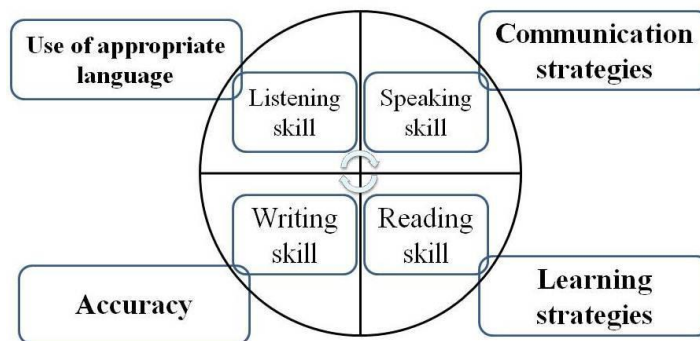 Use of appropriate
language
Communication
strategies
Listening
skill
Speaking
skill
Writing
skill
Reading
skill
Accuracy
Learning
strategies